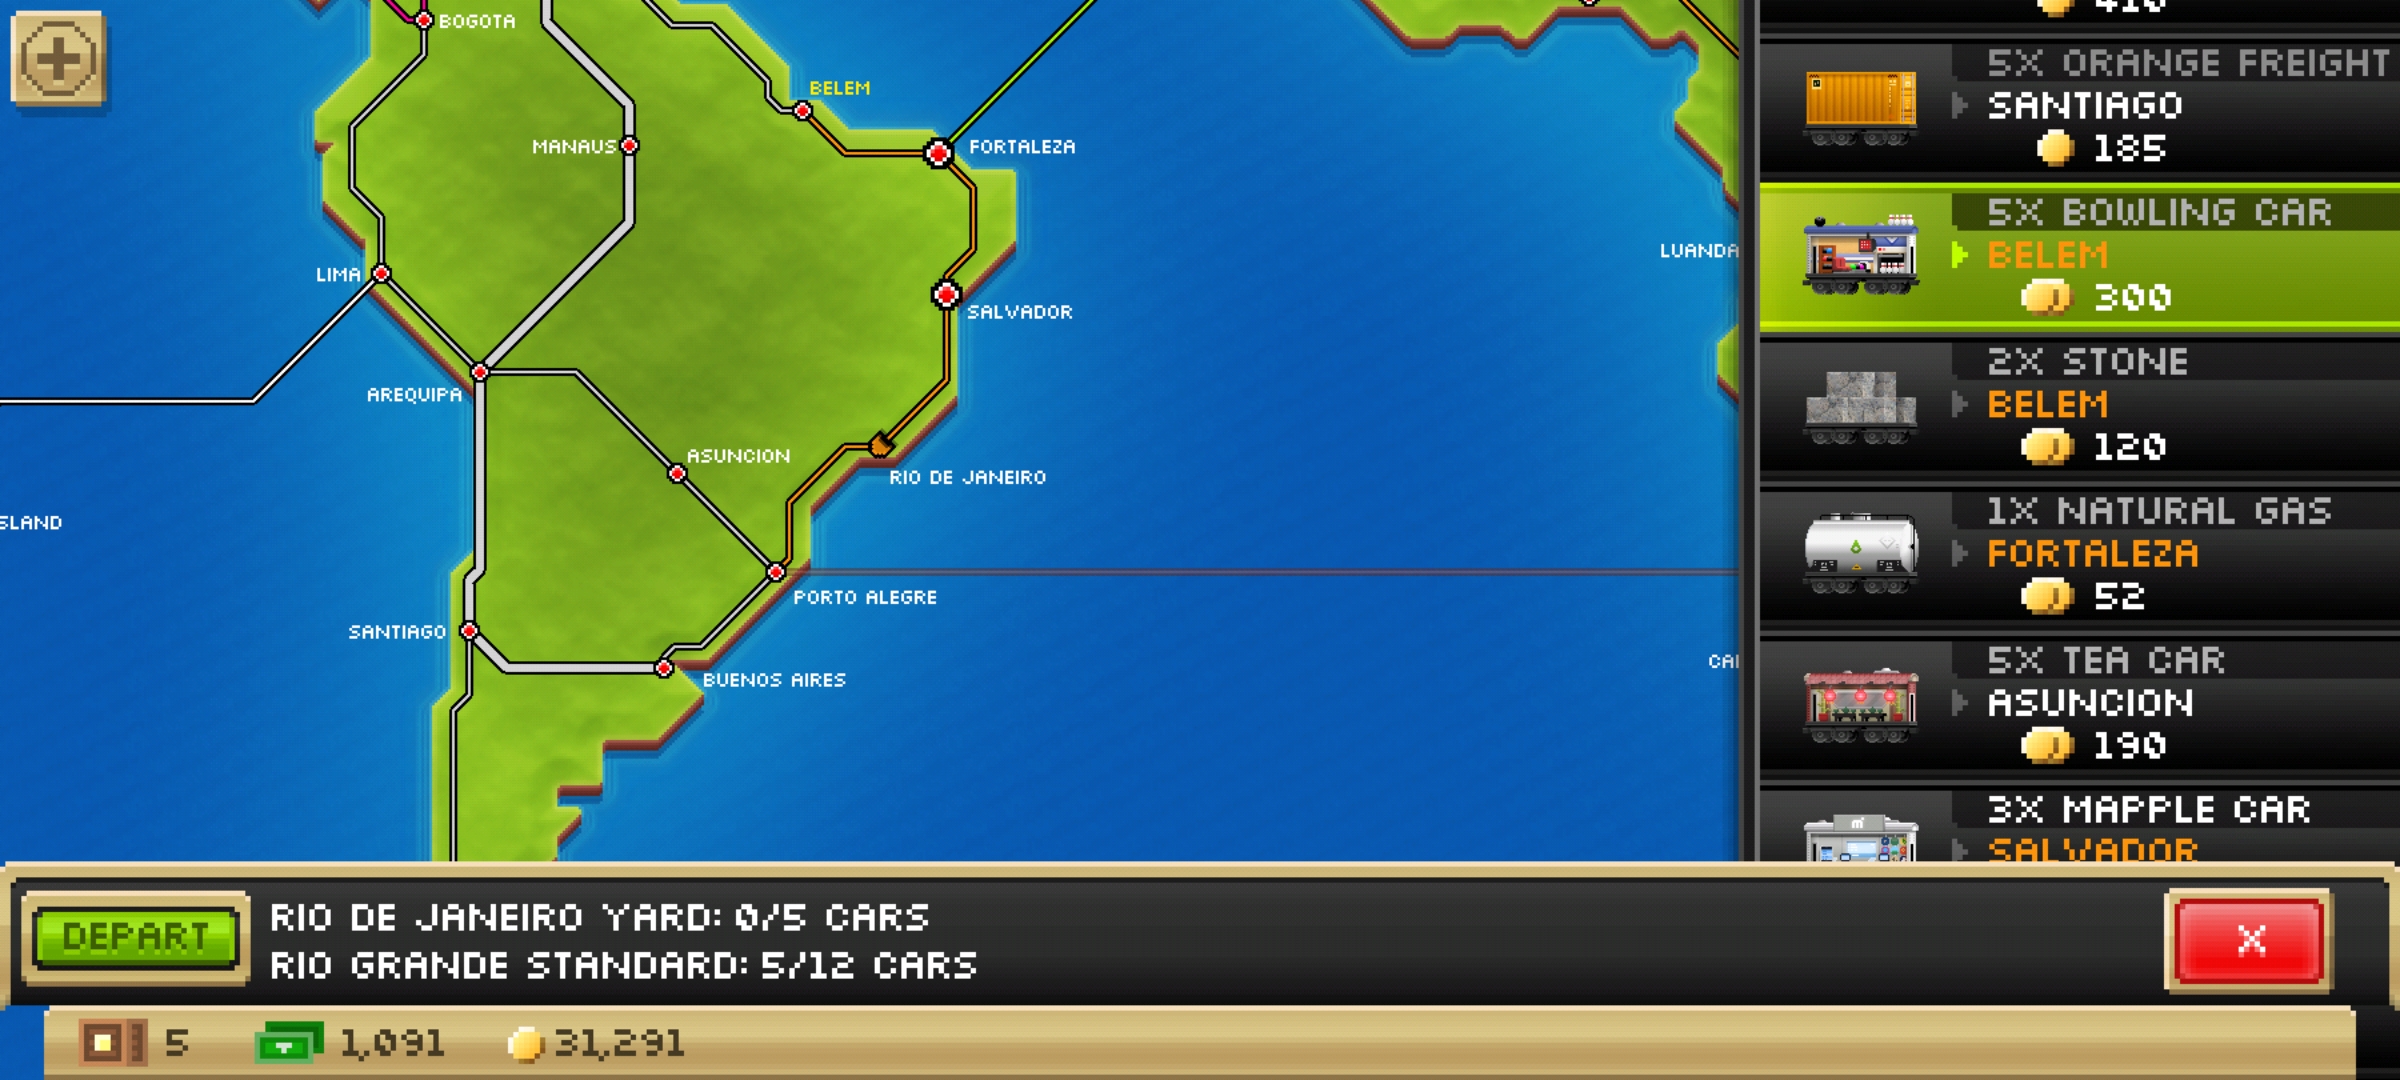 BOGOTA
BELEM
MANAUS
FORTALEZA
LIMA
SALVADOR
LUANDA
AREQUIPA
ASUNCION
RIO DE JANEIRO
SLAND
PORTO ALEGRE
SANTIAGO
BUENOS AIRES
CA
410
5X ORANGE FREIGHT
SANTIAGO
185
5X BOWLING CAR
BELEM
300
2X STONE
BELEM
120
1X NATURAL GAS
FORTALEZA
52
5X TEA CAR
ASUNCION
190
3X MAPPLE CAR
SALVADOR
DEPART
RIO DE JANEIRO YARD: 0/5 CARS
RIO GRANDE STANDARD: 5/12 CARS
X
5
1,091
31,291